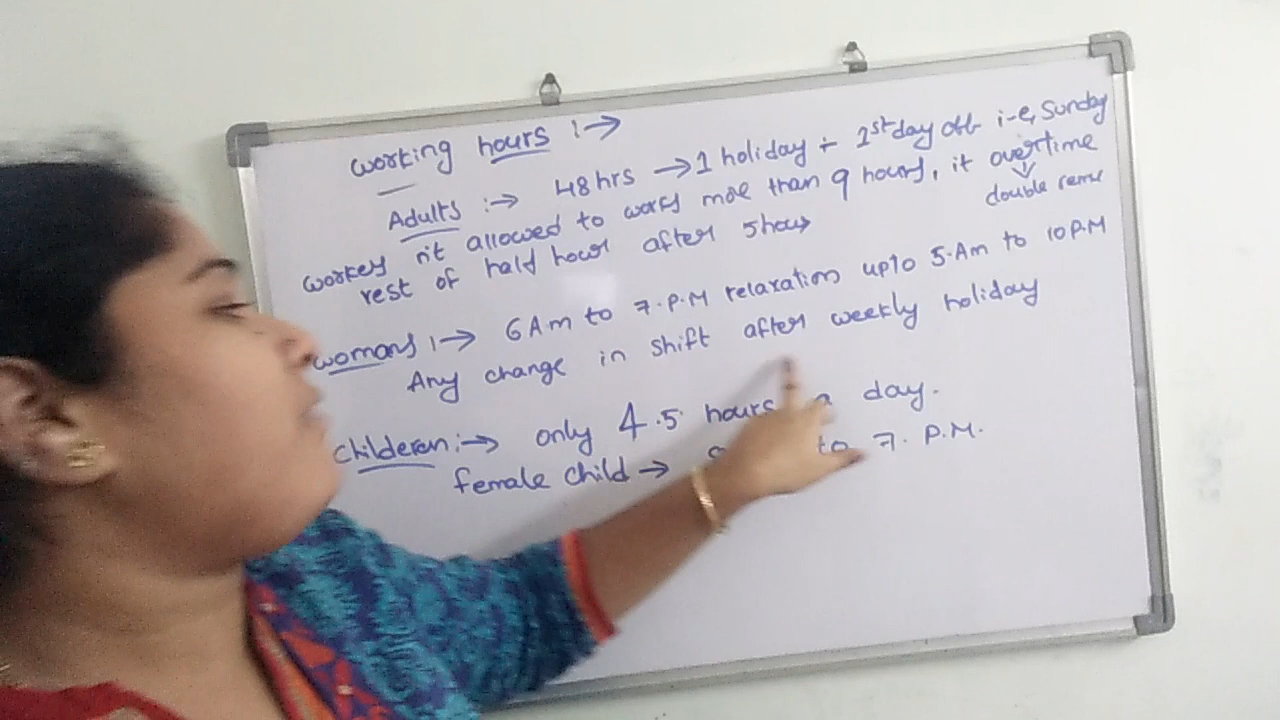 working hours :→
Adults :→ 48 hrs → 1 holiday ÷ 1st day off i-e, Sunday
workers n't allowed to work more than 9 hours, it overtime
double
rest of half hour after 5 hours
womans :→ 6 Am to 7.P.M relaxation upto 5.Am to 10 P.M
Any change in shift after weekly holiday
childeren :→ only 4.5 hours day.
female child → to 7. P.M.